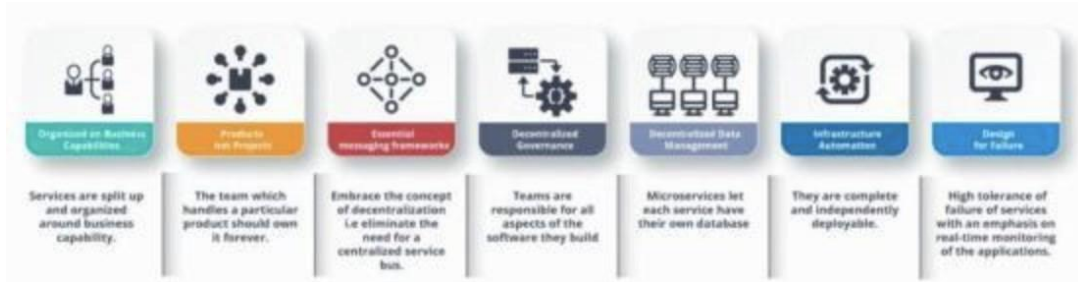 Organized on Business
Capabilities
Products
not Projects
Essential
messaging frameworks
Decentralized
Governance
Decentralized Data
Management
Infrastructure
Automation
Design
for Failure
Services are split up
and organized
around business
capability.
The team which
handles a particular
product should own
it forever.
Embrace the concept
of decentralization
i.e eliminate the
need for a
centralized service
bus.
Teams are
responsible for all
aspects of the
software they build
Microservices let
each service have
their own database
They are complete
and independently
deployable.
High tolerance of
failure of services
with an emphasis on
real-time monitoring
of the applications.